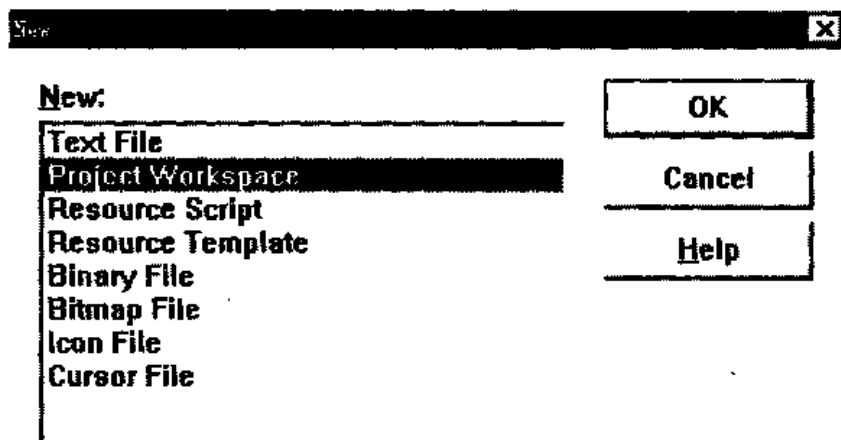 New
New:
Text File
Project Workspace
Resource Script
Resource Template
Binary File
Bitmap File
Icon File
Cursor File
OK
Cancel
Help